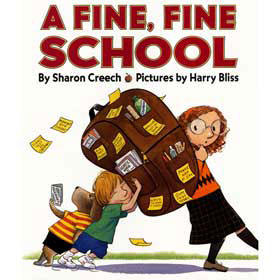 A FINE, FINE
SCHOOL
By Sharon Creech Pictures by Harry Bliss